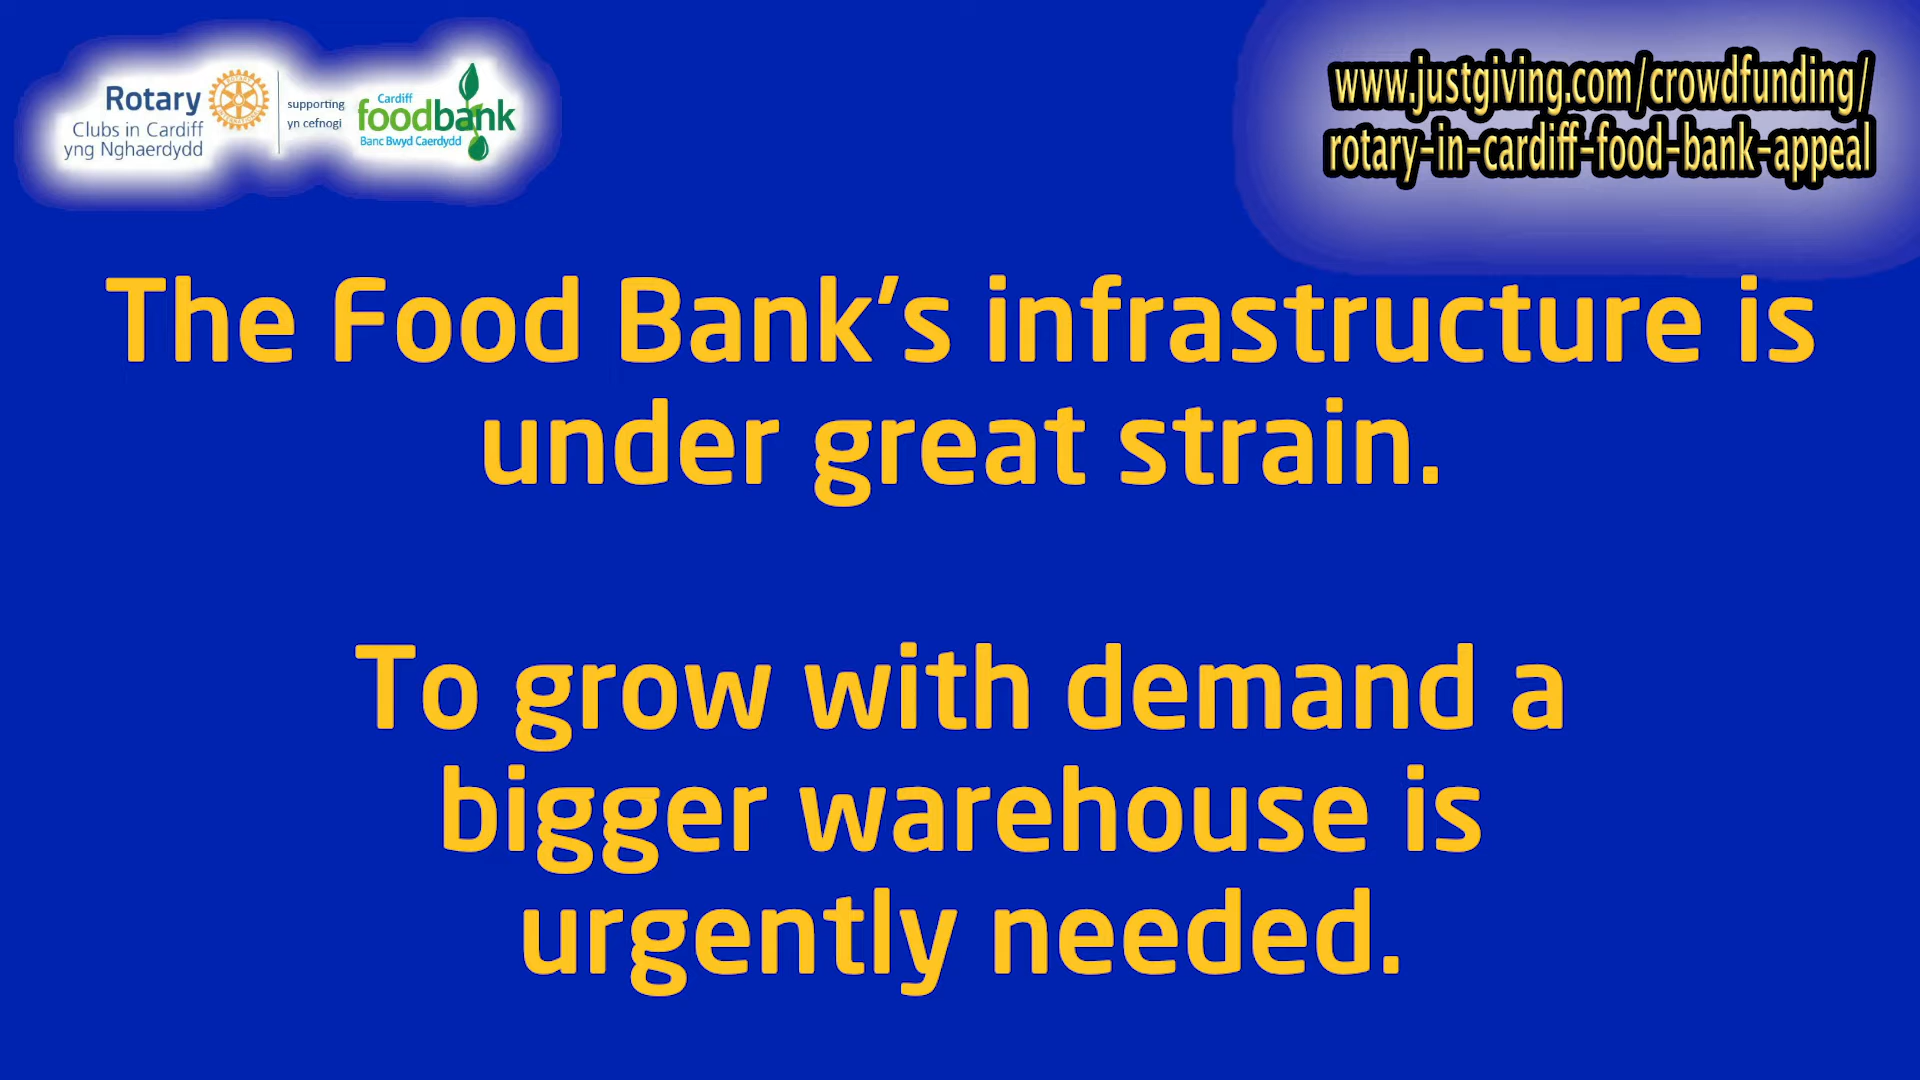 Rotary
Clubs in Cardiff
yng Nghaerdydd
supporting
yn cefnogi
Cardiff
foodbank
Banc Bwyd Caerdydd
www.justgiving.com/crowdfunding/
rotary-in-cardiff-food-bank-appeal
The Food Bank's infrastructure is
under great strain.
To grow with demand a
bigger warehouse is
urgently needed.